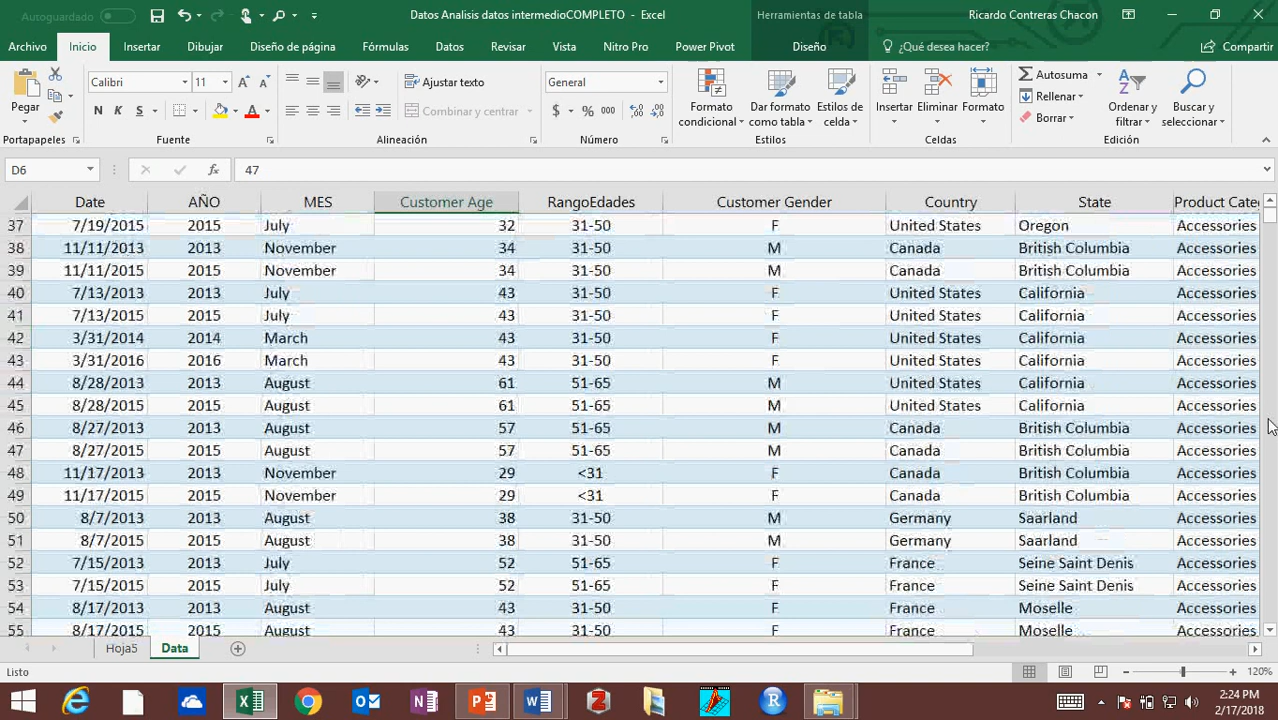 Autoguardado
Datos Analisis datos intermedioCOMPLETO - Excel
Herramientas de tabla
Ricardo Contreras Chacon
Archivo Inicio Insertar Dibujar Diseño de página Fórmulas Datos Revisar Vista Nitro Pro Power Pivot Diseño ¿Qué desea hacer? Compartir
Pegar
Portapapeles
Calibri 11
N K S
Fuente
Ajustar texto
Combinar y centrar
Alineación
General
$ % 000
Número
Formato condicional
Dar formato como tabla
Estilos de celda
Estilos
Insertar Eliminar Formato
Celdas
Autosuma
Rellenar
Borrar
Ordenar y filtrar
Buscar y seleccionar
Edición
D6 fx 47
Date AÑO MES Customer Age RangoEdades Customer Gender Country State Product Cate
37 7/19/2015 2015 July 32 31-50 F United States Oregon Accessories
38 11/11/2013 2013 November 34 31-50 M Canada British Columbia Accessories
39 11/11/2015 2015 November 34 31-50 M Canada British Columbia Accessories
40 7/13/2013 2013 July 43 31-50 F United States California Accessories
41 7/13/2015 2015 July 43 31-50 F United States California Accessories
42 3/31/2014 2014 March 43 31-50 F United States California Accessories
43 3/31/2016 2016 March 43 31-50 F United States California Accessories
44 8/28/2013 2013 August 61 51-65 M United States California Accessories
45 8/28/2015 2015 August 61 51-65 M United States California Accessories
46 8/27/2013 2013 August 57 51-65 M Canada British Columbia Accessories
47 8/27/2015 2015 August 57 51-65 M Canada British Columbia Accessories
48 11/17/2013 2013 November 29 <31 F Canada British Columbia Accessories
49 11/17/2015 2015 November 29 <31 F Canada British Columbia Accessories
50 8/7/2013 2013 August 38 31-50 M Germany Saarland Accessories
51 8/7/2015 2015 August 38 31-50 M Germany Saarland Accessories
52 7/15/2013 2013 July 52 51-65 F France Seine Saint Denis Accessories
53 7/15/2015 2015 July 52 51-65 F France Seine Saint Denis Accessories
54 8/17/2013 2013 August 43 31-50 F France Moselle Accessories
55 8/17/2015 2015 August 43 31-50 F France Moselle Accessories
Hoja5 Data
Listo 120%
2:24 PM
2/17/2018